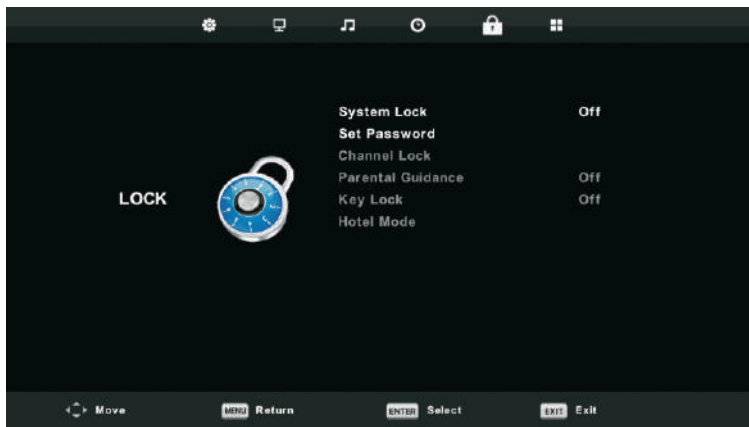 System Lock Off
Set Password
Channel Lock
Parental Guidance Off
LOCK
Key Lock Off
Hotel Mode
Move MENU Return ENTER Select EXIT Exit